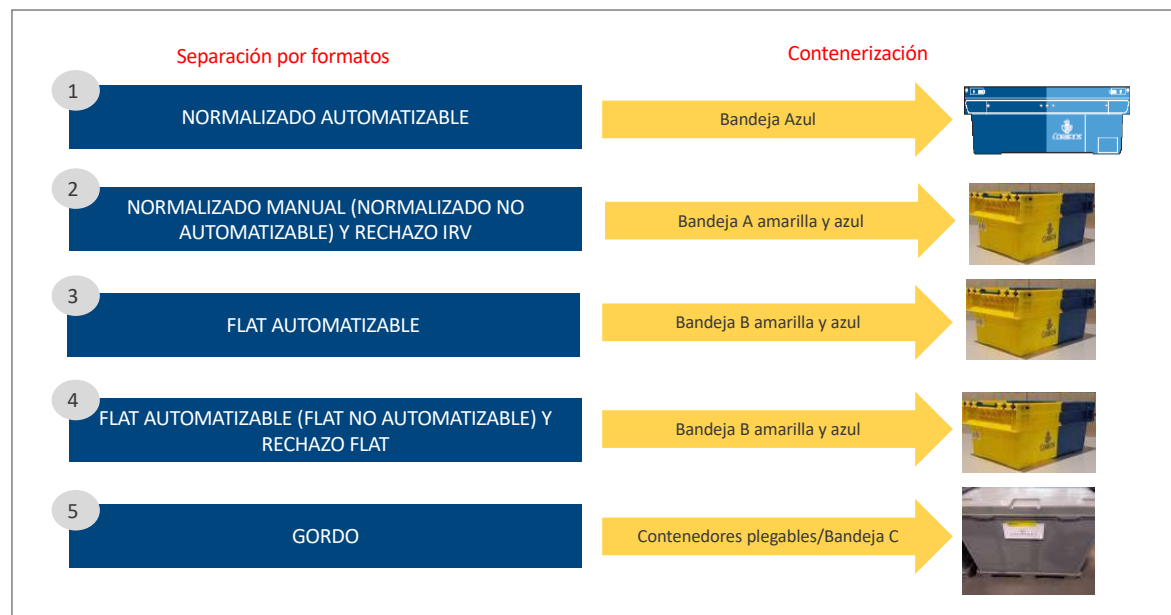 Separación por formatos
Contenerización
1
NORMALIZADO AUTOMATIZABLE
Bandeja Azul
CORREOS
2
NORMALIZADO MANUAL (NORMALIZADO NO
AUTOMATIZABLE) Y RECHAZO IRV
Bandeja A amarilla y azul
3
FLAT AUTOMATIZABLE
Bandeja B amarilla y azul
4
FLAT AUTOMATIZABLE (FLAT NO AUTOMATIZABLE) Y
RECHAZO FLAT
Bandeja B amarilla y azul
5
GORDO
Contenedores plegables/Bandeja C